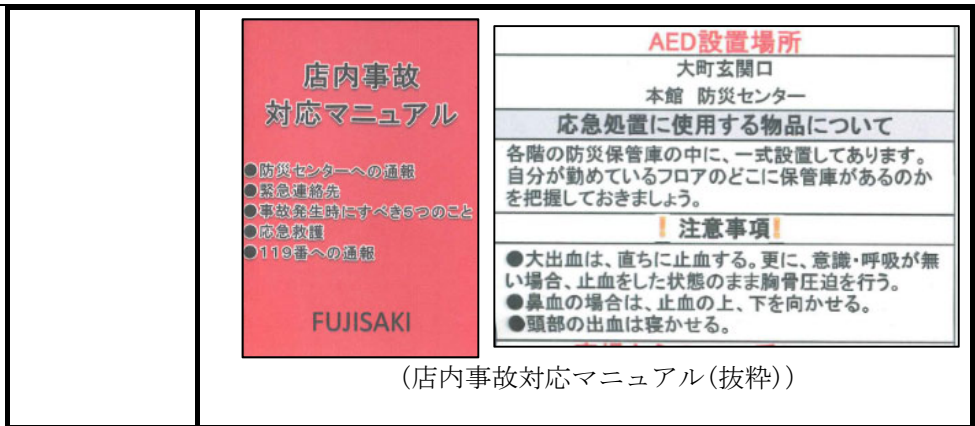 店内事故
対応マニュアル
●防災センターへの通報
●緊急連絡先
●事故発生時にすべき5つのこと
●応急救護
●119番への通報
FUJISAKI
AED設置場所
大町玄関口
本館 防災センター
応急処置に使用する物品について
各階の防災保管庫の中に、一式設置してあります。
自分が勤めているフロアのどこに保管庫があるのか
を把握しておきましょう。
❗注意事項❗
●大出血は、直ちに止血する。更に、意識・呼吸が無
い場合、止血をした状態のまま胸骨圧迫を行う。
●鼻血の場合は、止血の上、下を向かせる。
●頭部の出血は寝かせる。
(店内事故対応マニュアル(抜粋))